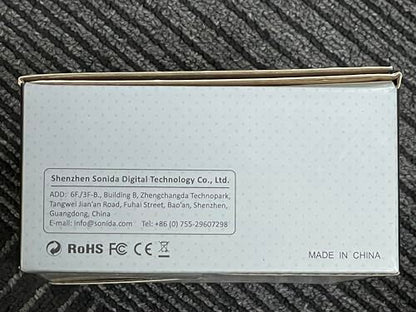 Shenzhen Sonida Digital Technology Co., Ltd.
ADD: 6F./3F-B., Building B, Zhengchangda Technopark,
Tangwei Jian'an Road, Fuhai Street, Bao'an, Shenzhen,
Guangdong, China
E-mail: info@sonida.com Tel: +86 (0) 755-29607298
RoHS FC CE
MADE IN CHINA